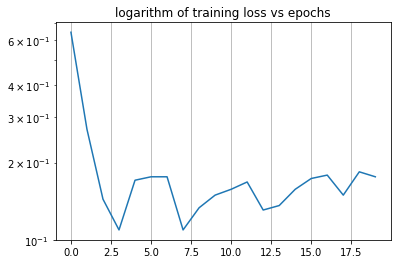 logarithm of training loss vs epochs
6 × 10⁻¹
4 × 10⁻¹
3 × 10⁻¹
2 × 10⁻¹
10⁻¹
0.0 2.5 5.0 7.5 10.0 12.5 15.0 17.5